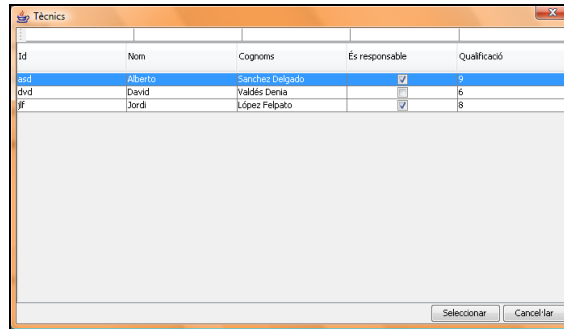 Tècnics
Id Nom Cognoms És responsable Qualificació
asd Alberto Sanchez Delgado 9
dvd David Valdés Denia 6
jlf Jordi López Felpato 8
Seleccionar Cancel·lar